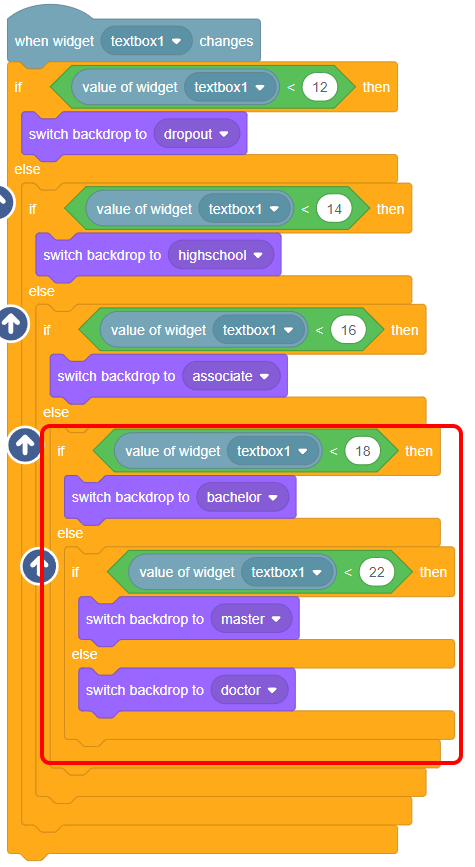 when widget textbox1 changes
if value of widget textbox1 < 12 then
switch backdrop to dropout
else
if value of widget textbox1 < 14 then
switch backdrop to highschool
else
if value of widget textbox1 < 16 then
switch backdrop to associate
else
if value of widget textbox1 < 18 then
switch backdrop to bachelor
else
if value of widget textbox1 < 22 then
switch backdrop to master
else
switch backdrop to doctor